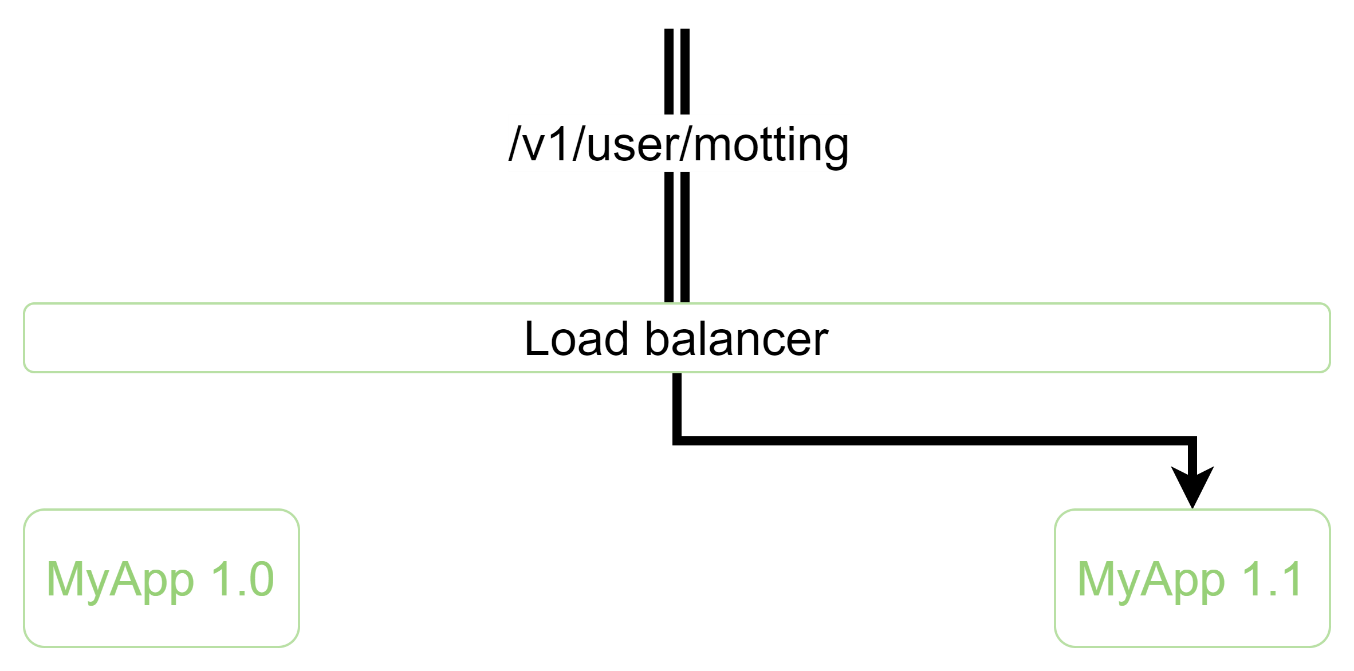 /v1/user/motting
Load balancer
MyApp 1.0
MyApp 1.1